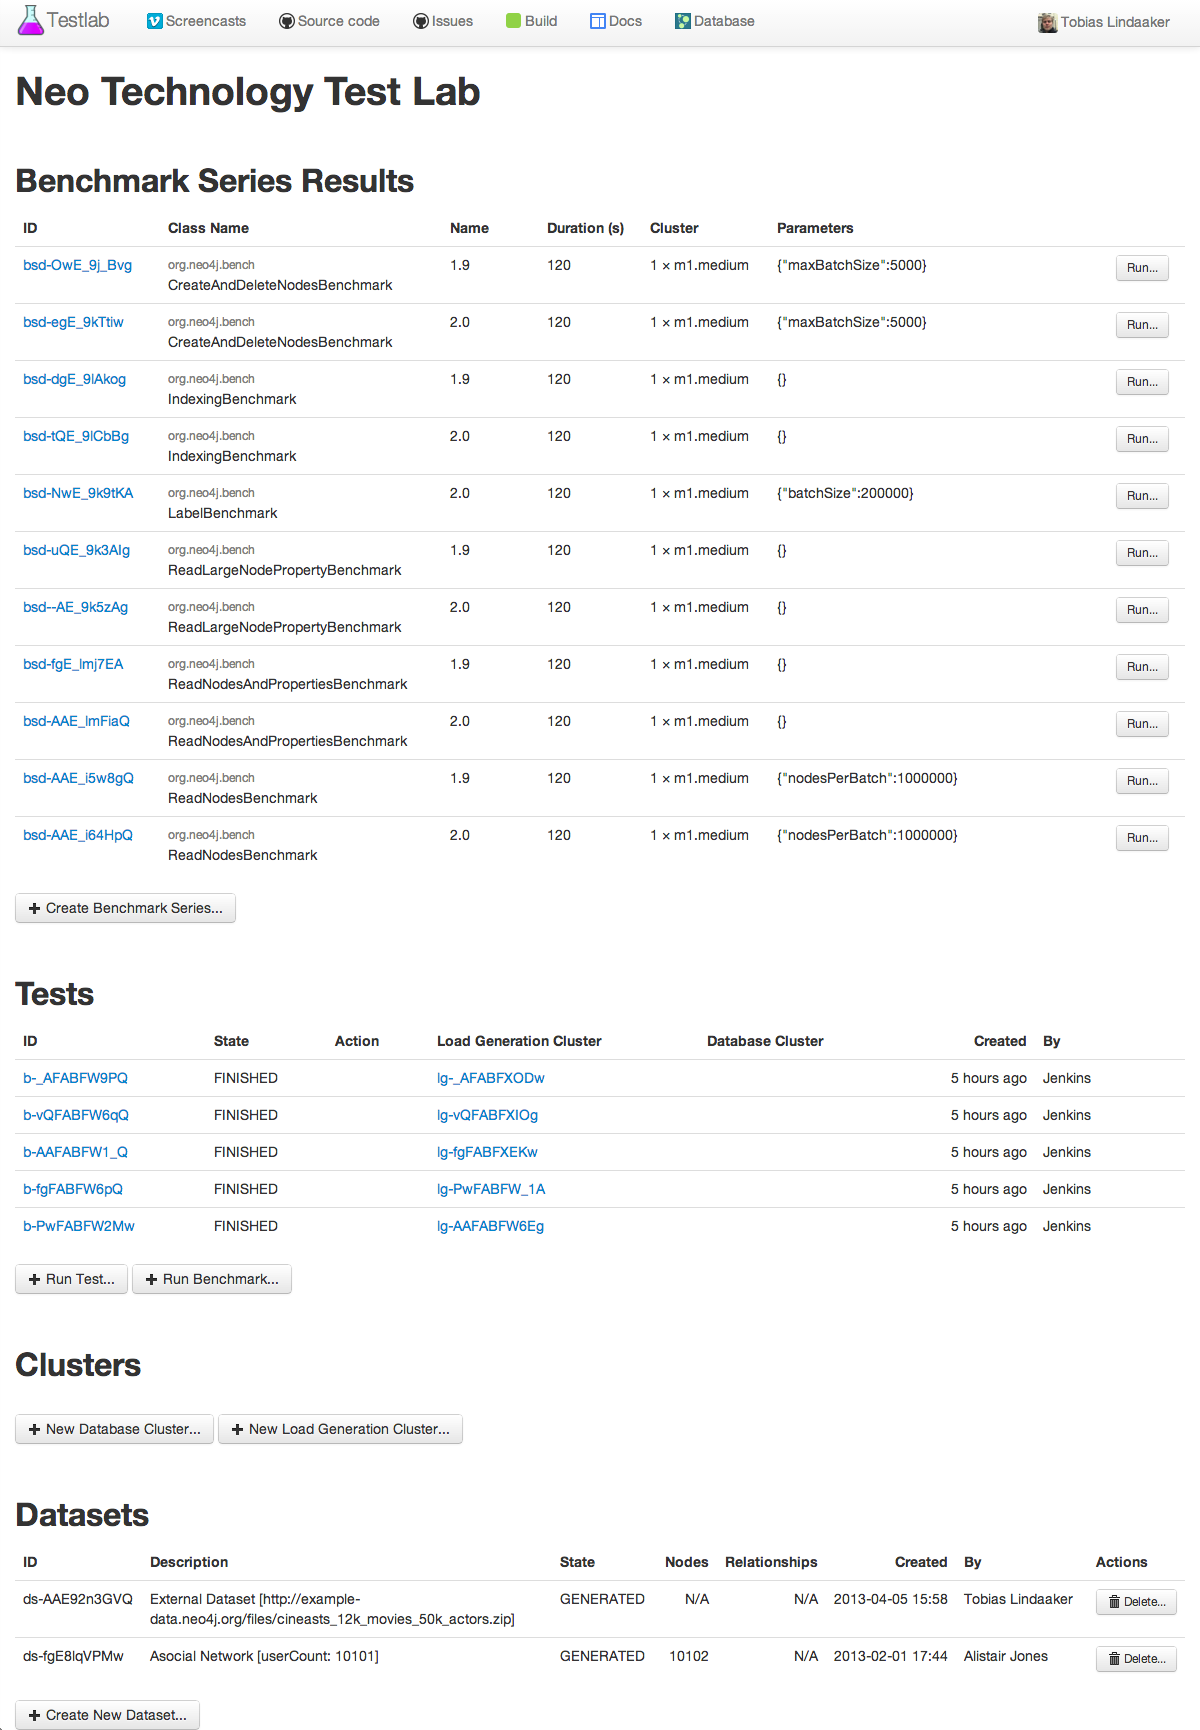 Testlab Screencasts Source code Issues Build Docs Database Tobias Lindaaker
Neo Technology Test Lab
Benchmark Series Results
ID Class Name Name Duration (s) Cluster Parameters
bsd-OwE_9j_Bvg org.neo4j.bench 1.9 120 1 × m1.medium {"maxBatchSize":5000} Run...
CreateAndDeleteNodesBenchmark
bsd-egE_9kTtiw org.neo4j.bench 2.0 120 1 × m1.medium {"maxBatchSize":5000} Run...
CreateAndDeleteNodesBenchmark
bsd-dgE_9lAkog org.neo4j.bench 1.9 120 1 × m1.medium {} Run...
IndexingBenchmark
bsd-tQE_9lCbBg org.neo4j.bench 2.0 120 1 × m1.medium {} Run...
IndexingBenchmark
bsd-NwE_9k9tKA org.neo4j.bench 2.0 120 1 × m1.medium {"batchSize":200000} Run...
LabelBenchmark
bsd-uQE_9k3AIg org.neo4j.bench 1.9 120 1 × m1.medium {} Run...
ReadLargeNodePropertyBenchmark
bsd--AE_9k5zAg org.neo4j.bench 2.0 120 1 × m1.medium {} Run...
ReadLargeNodePropertyBenchmark
bsd-fgE_lmj7EA org.neo4j.bench 1.9 120 1 × m1.medium {} Run...
ReadNodesAndPropertiesBenchmark
bsd-AAE_lmFiaQ org.neo4j.bench 2.0 120 1 × m1.medium {} Run...
ReadNodesAndPropertiesBenchmark
bsd-AAE_i5w8gQ org.neo4j.bench 1.9 120 1 × m1.medium {"nodesPerBatch":1000000} Run...
ReadNodesBenchmark
bsd-AAE_i64HpQ org.neo4j.bench 2.0 120 1 × m1.medium {"nodesPerBatch":1000000} Run...
ReadNodesBenchmark
+ Create Benchmark Series...
Tests
ID State Action Load Generation Cluster Database Cluster Created By
b-_AFABFW9PQ FINISHED lg-_AFABFXODw 5 hours ago Jenkins
b-vQFABFW6qQ FINISHED lg-vQFABFXIOg 5 hours ago Jenkins
b-AAFABFW1_Q FINISHED lg-fgFABFXEKw 5 hours ago Jenkins
b-fgFABFW6pQ FINISHED lg-PwFABFW_1A 5 hours ago Jenkins
b-PwFABFW2Mw FINISHED lg-AAFABFW6Eg 5 hours ago Jenkins
+ Run Test... + Run Benchmark...
Clusters
+ New Database Cluster... + New Load Generation Cluster...
Datasets
ID Description State Nodes Relationships Created By Actions
ds-AAE92n3GVQ External Dataset [http://example- GENERATED N/A N/A 2013-04-05 15:58 Tobias Lindaaker Delete...
data.neo4j.org/files/cineasts_12k_movies_50k_actors.zip]
ds-fgE8lqVPMw Asocial Network [userCount: 10101] GENERATED 10102 N/A 2013-02-01 17:44 Alistair Jones Delete...
+ Create New Dataset...